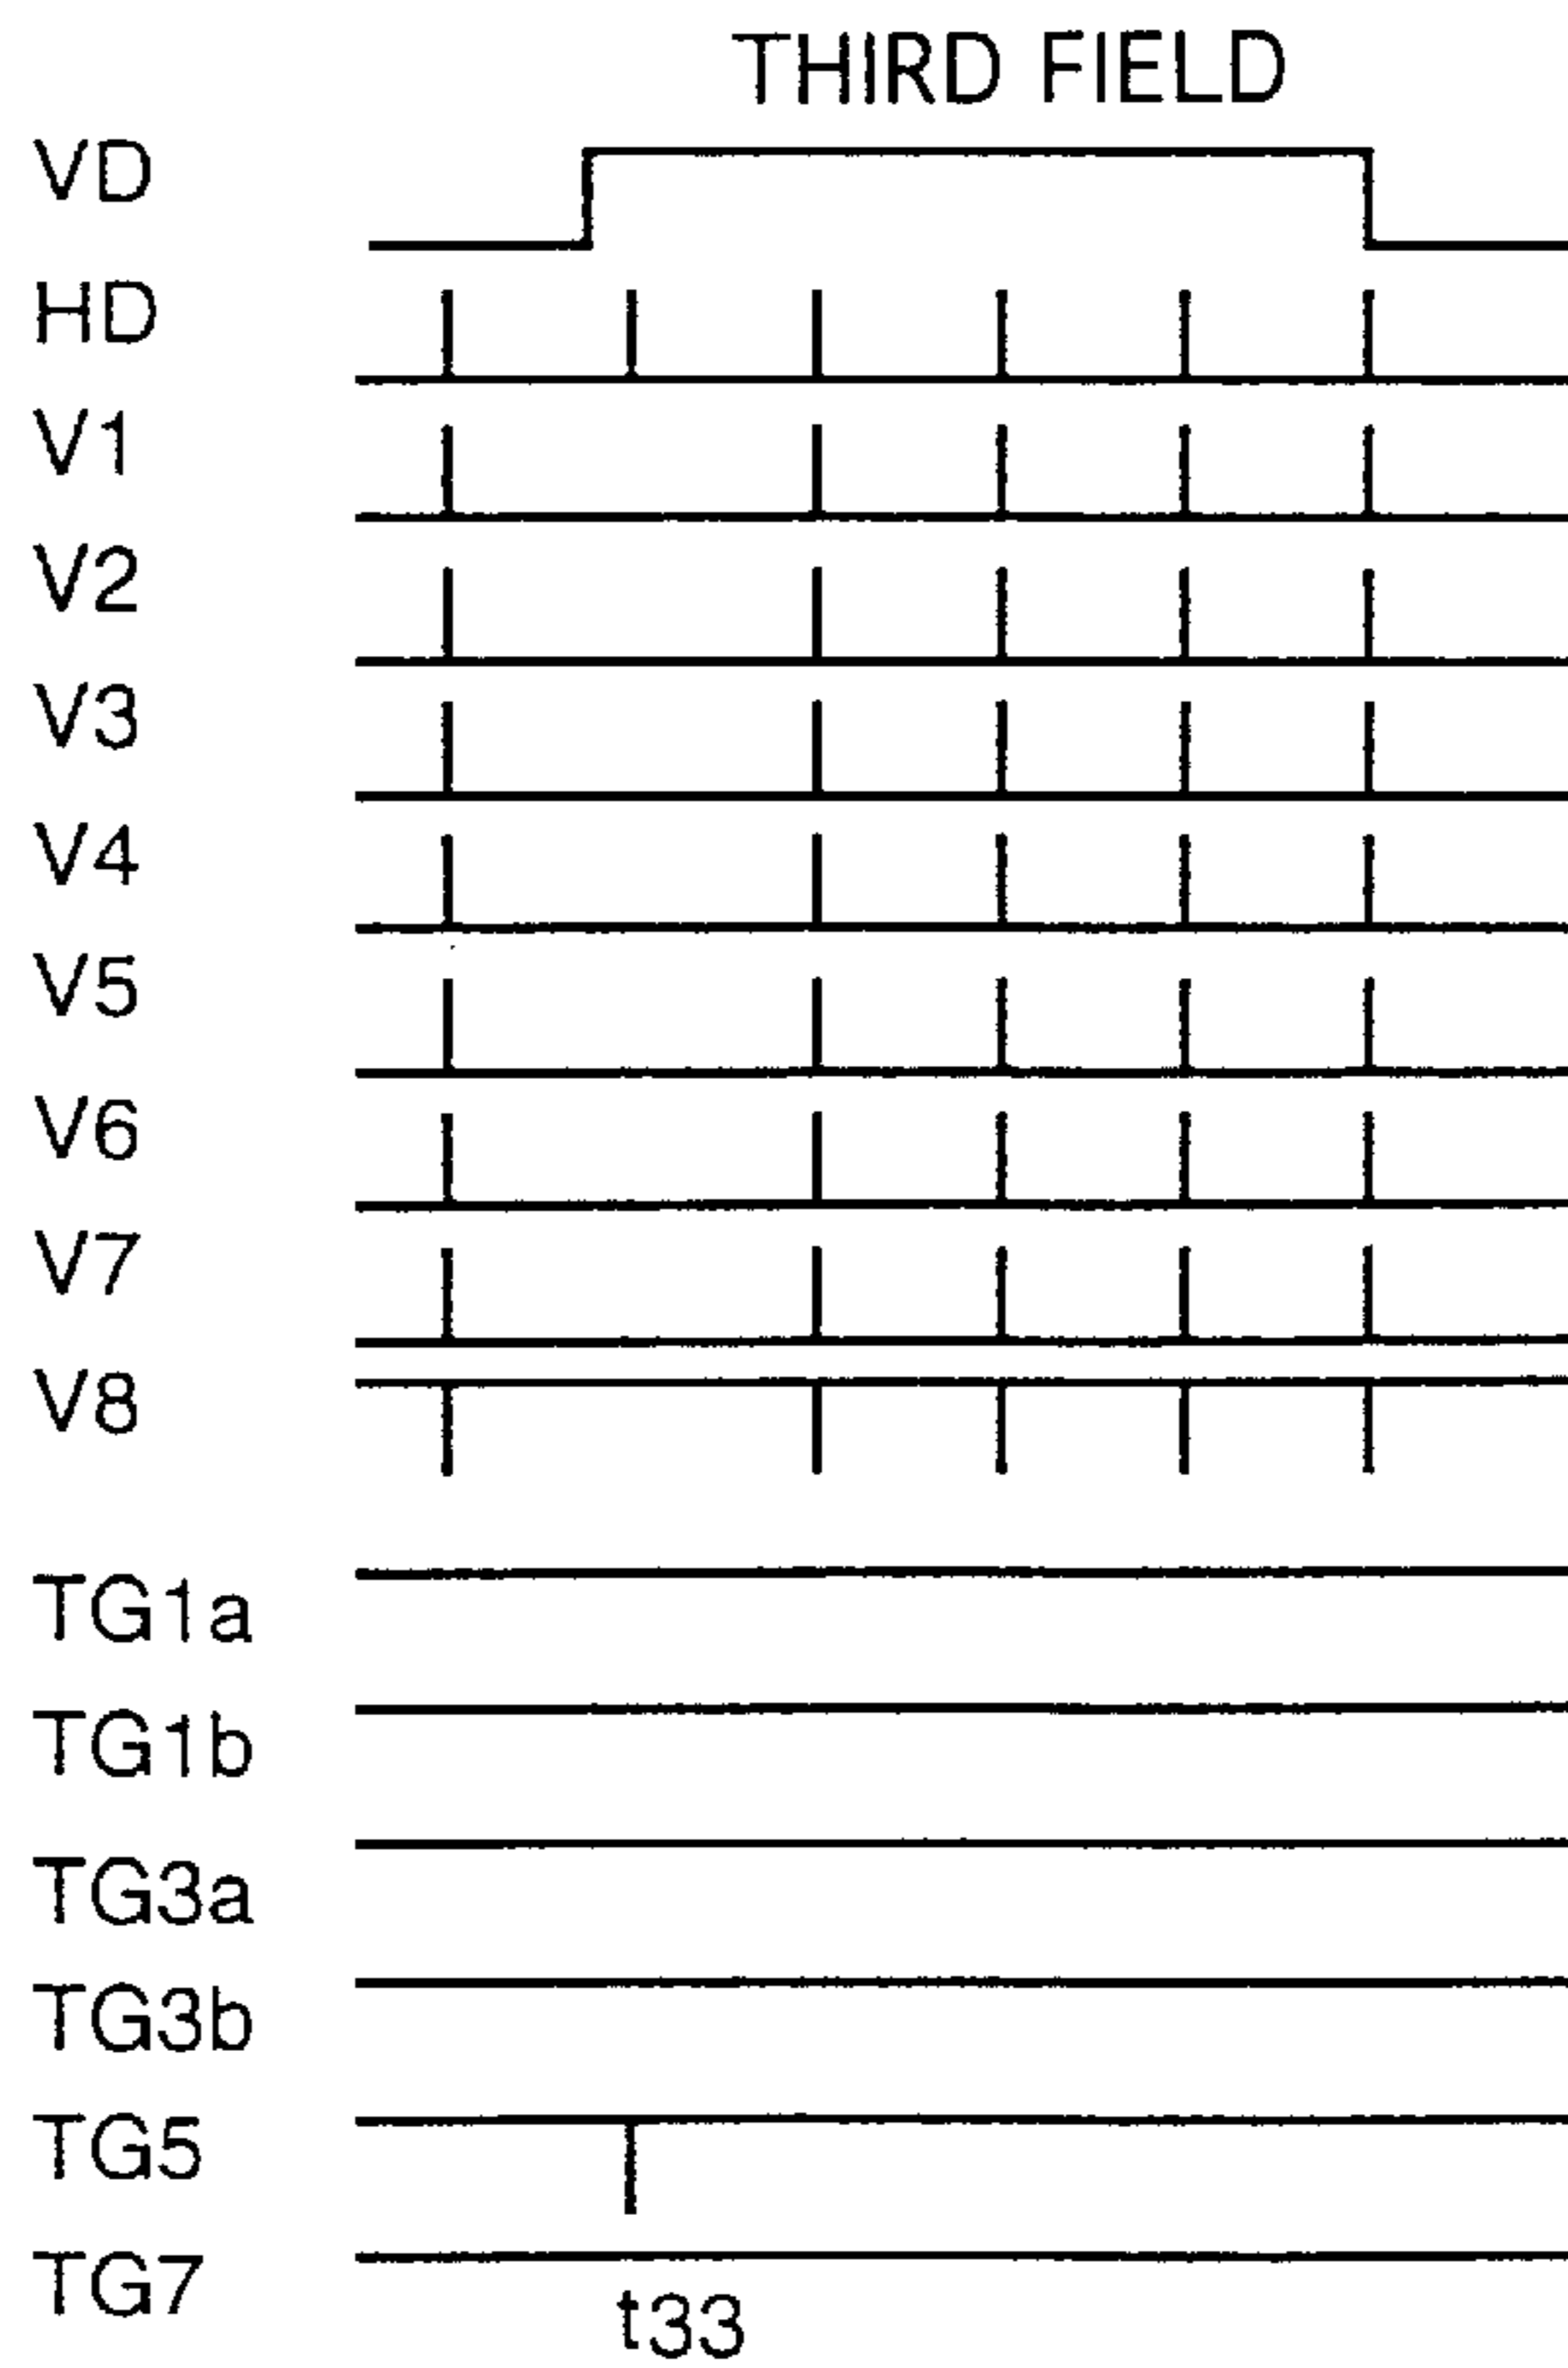 THIRD FIELD
VD
HD
V1
V2
V3
V4
V5
V6
V7
V8
TG1a
TG1b
TG3a
TG3b
TG5
TG7
t33